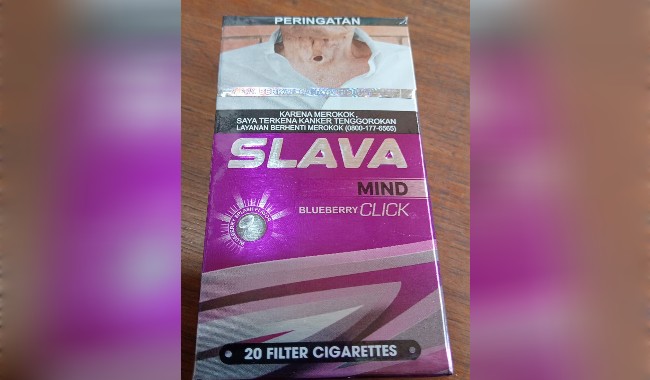 PERINGATAN
KARENA MEROKOK,
SAYA TERKENA KANKER TENGGOROKAN
LAYANAN BERHENTI MEROKOK (0800-177-6565)
SLAVA
MIND
BLUEBERRY CLICK
20 FILTER CIGARETTES